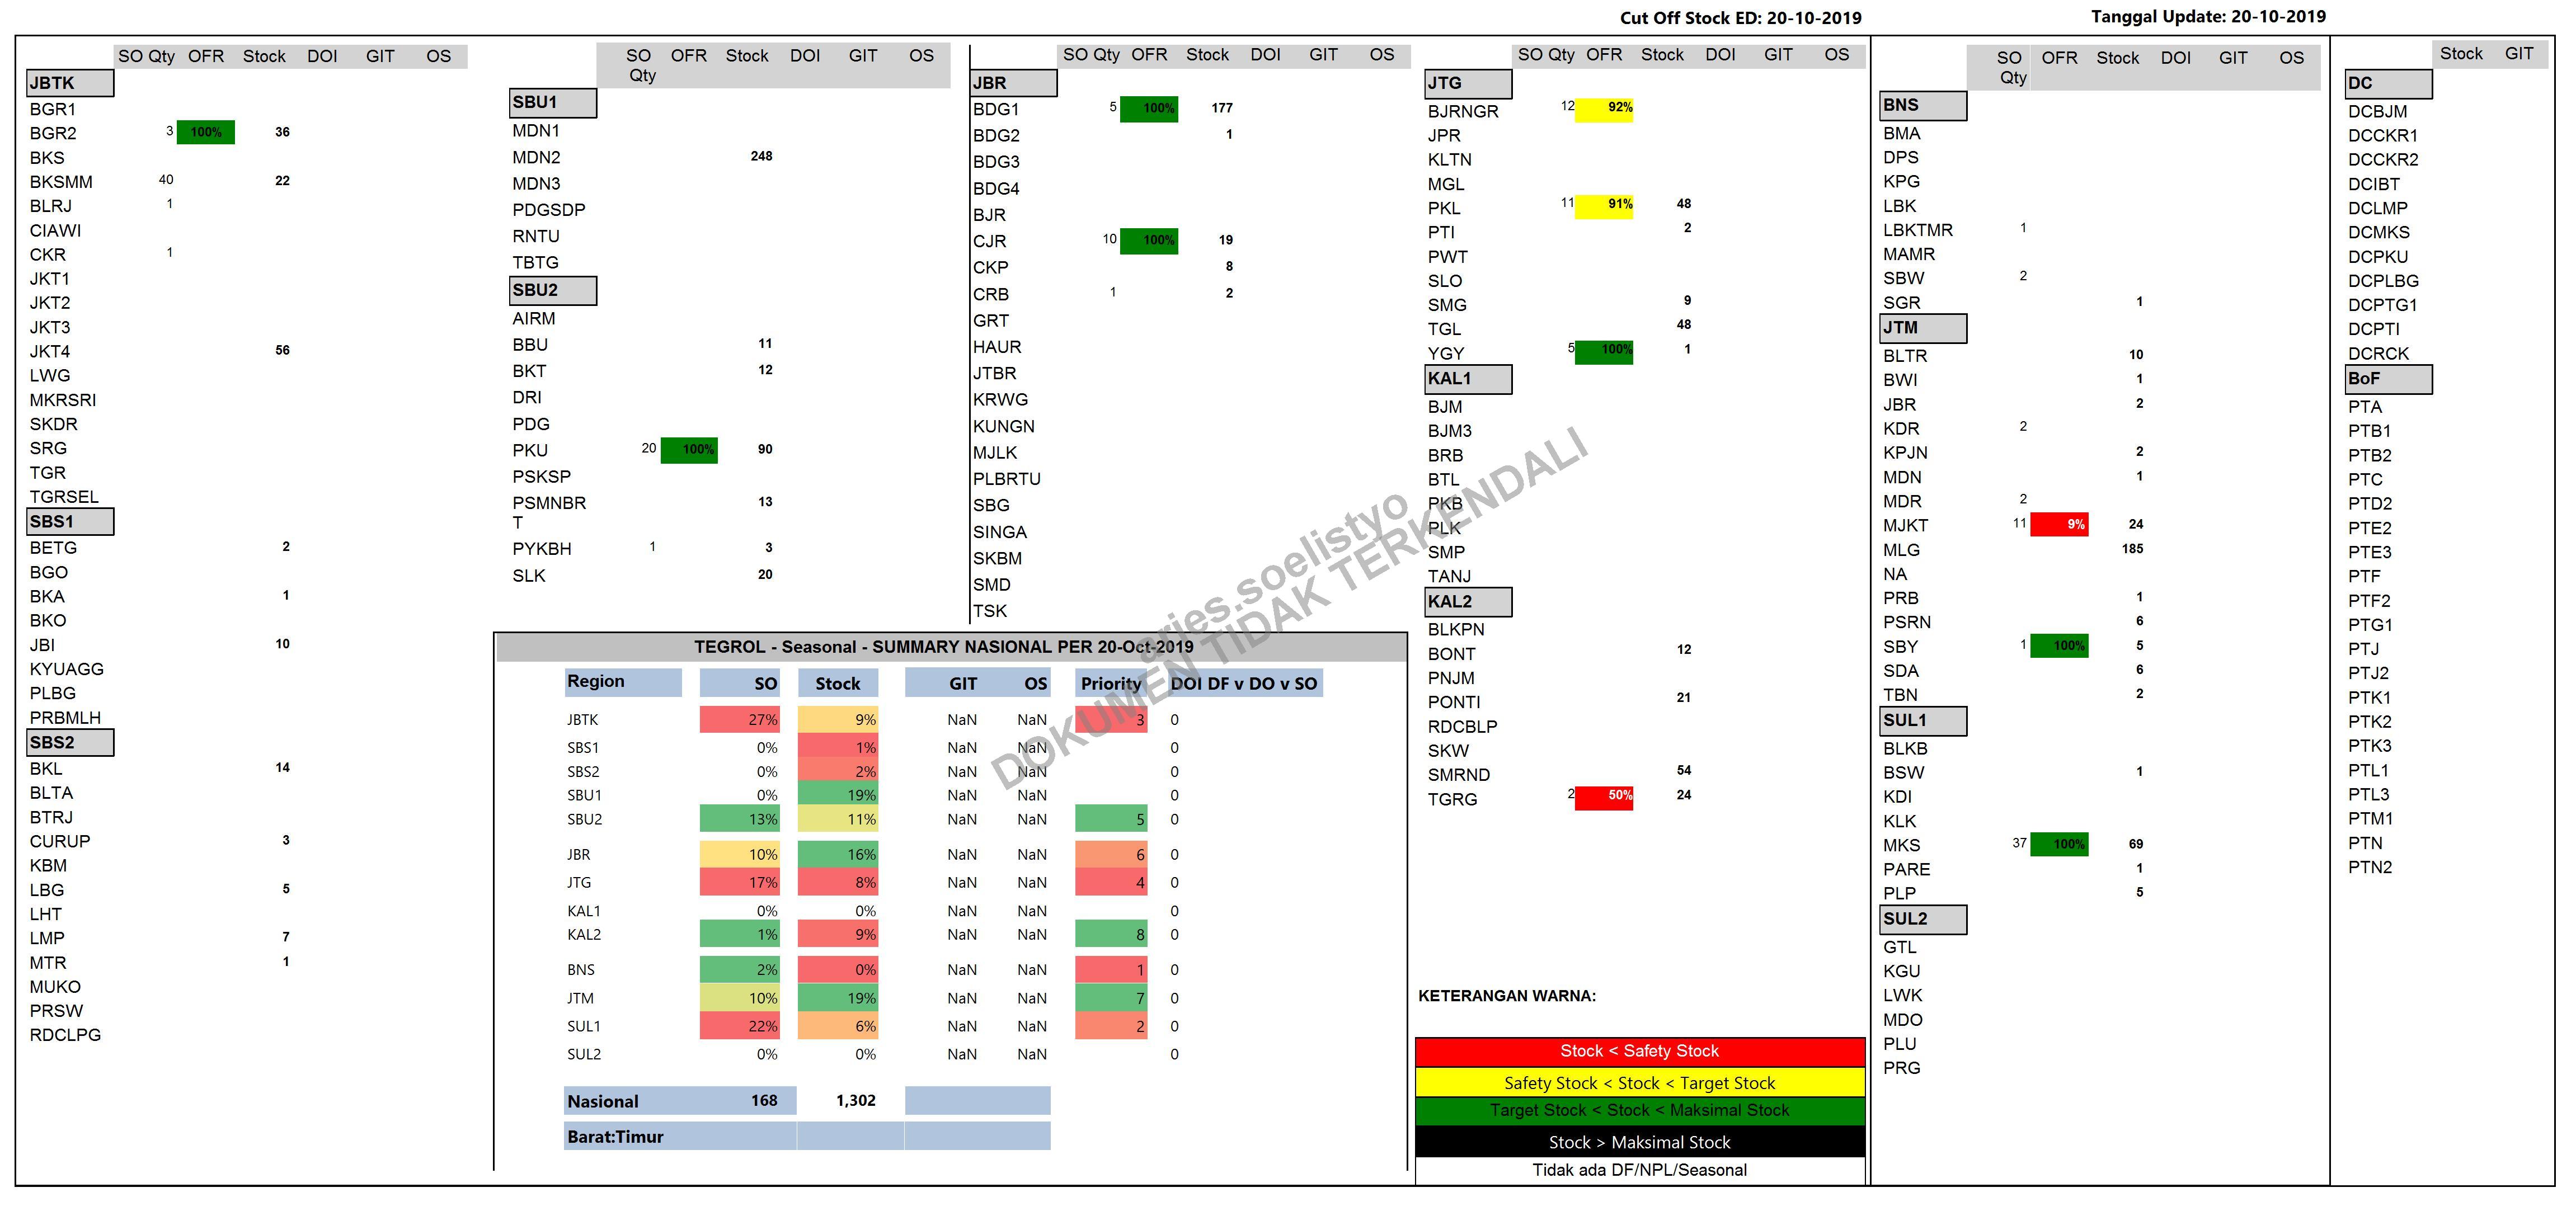 Cut Off Stock ED: 20-10-2019
Tanggal Update: 20-10-2019
SO Qty OFR Stock DOI GIT OS
JBTK
BGR1
BGR2 3 100% 36
BKS
BKSMM 40 22
BLRJ 1
CIAWI
CKR 1
JKT1
JKT2
JKT3
JKT4 56
LWG
MKRSRI
SKDR
SRG
TGR
TGRSEL
SBS1
BETG 2
BGO
BKA 1
BKO
JBI 10
KYUAGG
PLBG
PRBMLH
SBS2
BKL 14
BLTA
BTRJ
CURUP 3
KBM
LBG 5
LHT
LMP 7
MTR 1
MUKO
PRSW
RDCLPG
SO Qty OFR Stock DOI GIT OS
SBU1
MDN1
MDN2 248
MDN3
PDGSDP
RNTU
TBTG
SBU2
AIRM
BBU 11
BKT 12
DRI
PDG
PKU 20 100% 90
PSKSP
PSMNBR 13
T
PYKBH 1 3
SLK 20
SO Qty OFR Stock DOI GIT OS
JBR
BDG1 5 100% 177
BDG2 1
BDG3
BDG4
BJR
CJR 10 100% 19
CKP 8
CRB 1 2
GRT
HAUR
JTBR
KRWG
KUNGN
MJLK
PLBRTU
SBG
SINGA
SKBM
SMD
TSK
TEGROL - Seasonal - SUMMARY NASIONAL PER 20-Oct-2019
Region SO Stock GIT OS Priority DOI DF v DO v SO
JBTK 27% 9% NaN NaN 3 0
SBS1 0% 1% NaN NaN 0
SBS2 0% 2% NaN NaN 0
SBU1 0% 19% NaN NaN 0
SBU2 13% 11% NaN NaN 5 0
JBR 10% 16% NaN NaN 6 0
JTG 17% 8% NaN NaN 4 0
KAL1 0% 0% NaN NaN 0
KAL2 1% 9% NaN NaN 8 0
BNS 2% 0% NaN NaN 1 0
JTM 10% 19% NaN NaN 7 0
SUL1 22% 6% NaN NaN 2 0
SUL2 0% 0% NaN NaN 0
Nasional 168 1,302
Barat:Timur
SO Qty OFR Stock DOI GIT OS
JTG
BJRNGR 12 92%
JPR
KLTN
MGL
PKL 11 91% 48
PTI 2
PWT
SLO
SMG 9
TGL 48
YGY 5 100% 1
KAL1
BJM
BJM3
BRB
BTL
PKB
PLK
SMP
TANJ
KAL2
BLKPN
BONT 12
PNJM
PONTI 21
RDCBLP
SKW
SMRND 54
TGRG 2 50% 24
KETERANGAN WARNA:
Stock < Safety Stock
Safety Stock < Stock < Target Stock
Target Stock < Stock < Maksimal Stock
Stock > Maksimal Stock
Tidak ada DF/NPL/Seasonal
SO Qty OFR Stock DOI GIT OS
BNS
BMA
DPS
KPG
LBK
LBKTMR 1
MAMR
SBW 2
SGR 1
JTM
BLTR 10
BWI 1
JBR 2
KDR 2
KPJN 2
MDN 1
MDR 2
MJKT 11 9% 24
MLG 185
NA
PRB 1
PSRN 6
SBY 1 100% 5
SDA 6
TBN 2
SUL1
BLKB
BSW 1
KDI
KLK
MKS 37 100% 69
PARE 1
PLP 5
SUL2
GTL
KGU
LWK
MDO
PLU
PRG
Stock GIT
DC
DCBJM
DCCKR1
DCCKR2
DCIBT
DCLMP
DCMKS
DCPKU
DCPLBG
DCPTG1
DCPTI
DCRCK
BoF
PTA
PTB1
PTB2
PTC
PTD2
PTE2
PTE3
PTF
PTF2
PTG1
PTJ
PTJ2
PTK1
PTK2
PTK3
PTL1
PTL3
PTM1
PTN
PTN2
aries.soelistyo
DOKUMEN TIDAK TERKENDALI